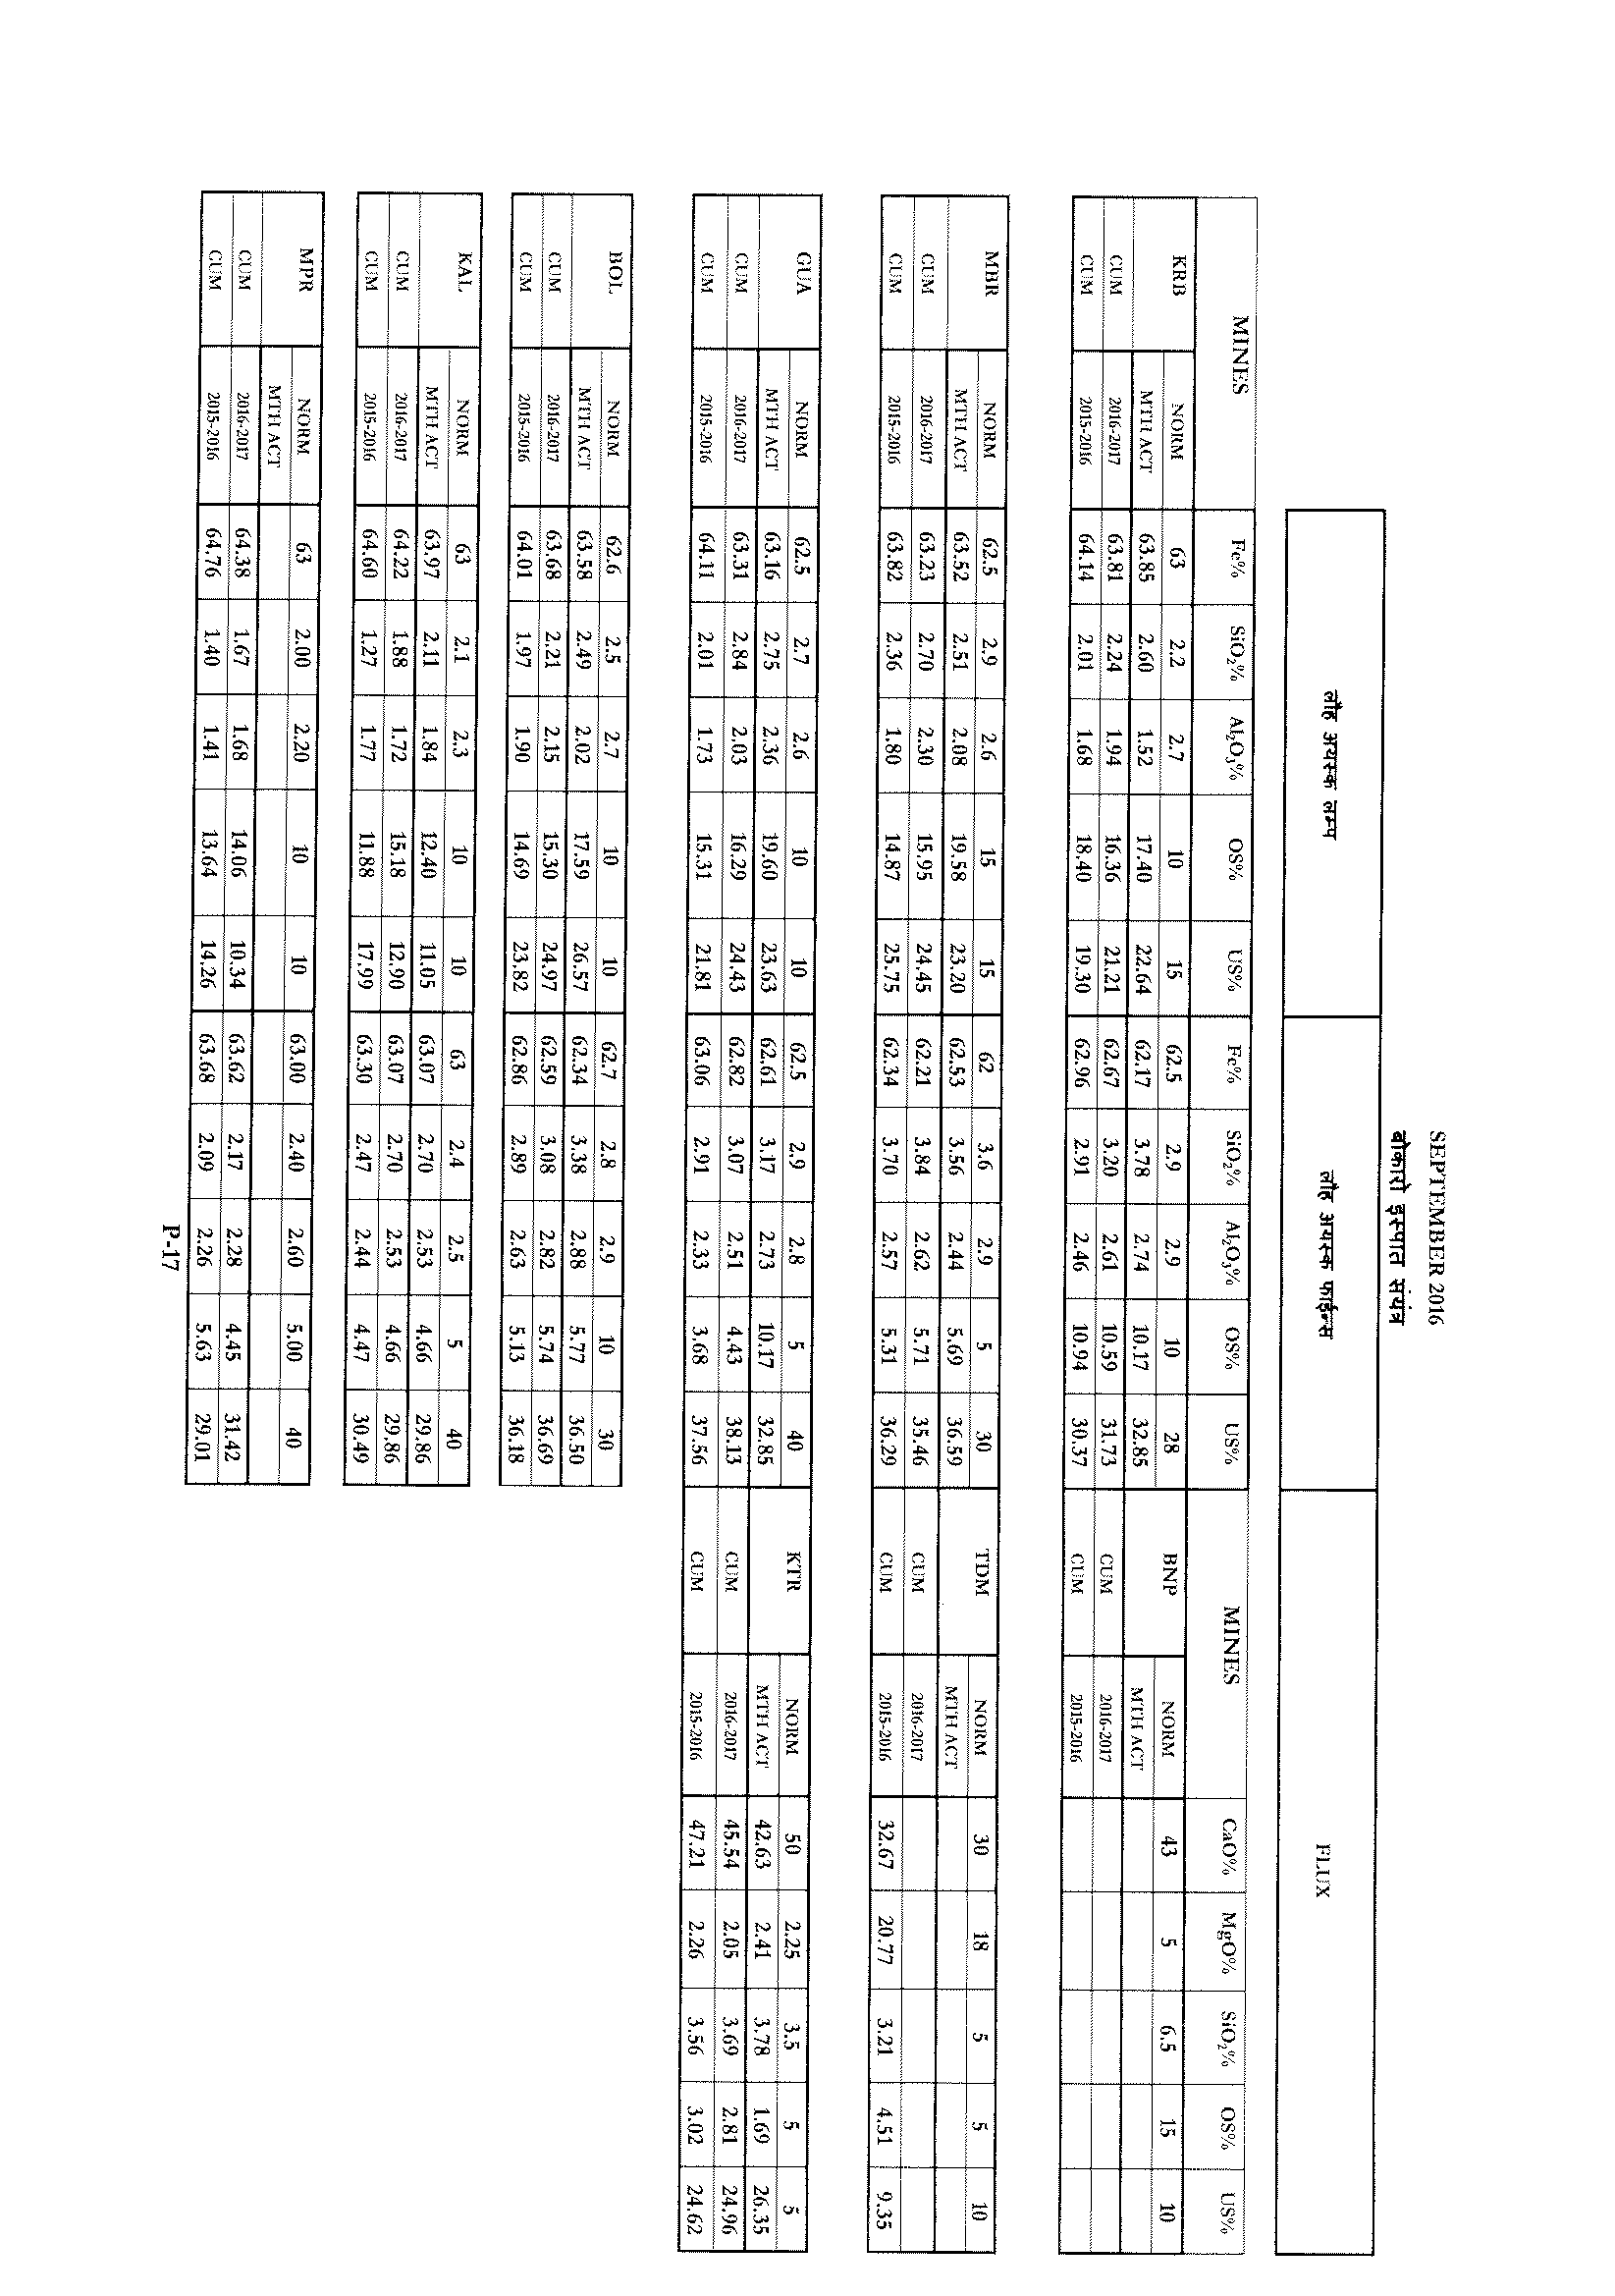 SEPTEMBER 2016
बोकारो इस्पात संयंत्र
लौह अयस्क लम्प लौह अयस्क फाईन्स FLUX
MINES Fe% SiO₂% Al₂O₃% OS% US% Fe% SiO₂% Al₂O₃% OS% US% MINES CaO% MgO% SiO₂% OS% US%
KRB NORM 63 2.2 2.7 10 15 62.5 2.9 2.9 10 28 BNP NORM 43 5 6.5 15 10
MTH ACT 63.85 2.60 1.52 17.40 22.64 62.17 3.78 2.74 10.17 32.85 MTH ACT
CUM 2016-2017 63.81 2.24 1.94 16.36 21.21 62.67 3.20 2.61 10.59 31.73 CUM 2016-2017
CUM 2015-2016 64.14 2.01 1.68 18.40 19.30 62.96 2.91 2.46 10.94 30.37 CUM 2015-2016
MBR NORM 62.5 2.9 2.6 15 15 62 3.6 2.9 5 30 TDM NORM 30 18 5 5 10
MTH ACT 63.52 2.51 2.08 19.58 23.20 62.53 3.56 2.44 5.69 36.59 MTH ACT
CUM 2016-2017 63.23 2.70 2.30 15.95 24.45 62.21 3.84 2.62 5.71 35.46 CUM 2016-2017
CUM 2015-2016 63.82 2.36 1.80 14.87 25.75 62.34 3.70 2.57 5.31 36.29 CUM 2015-2016 32.67 20.77 3.21 4.51 9.35
GUA NORM 62.5 2.7 2.6 10 10 62.5 2.9 2.8 5 40 KTR NORM 50 2.25 3.5 5 5
MTH ACT 63.16 2.75 2.36 19.60 23.63 62.61 3.17 2.73 10.17 32.85 MTH ACT 42.63 2.41 3.78 1.69 26.35
CUM 2016-2017 63.31 2.84 2.03 16.29 24.43 62.82 3.07 2.51 4.43 38.13 CUM 2016-2017 45.54 2.05 3.69 2.81 24.96
CUM 2015-2016 64.11 2.01 1.73 15.31 21.81 63.06 2.91 2.33 3.68 37.56 CUM 2015-2016 47.21 2.26 3.56 3.02 24.62
BOL NORM 62.6 2.5 2.7 10 10 62.7 2.8 2.9 10 30
MTH ACT 63.58 2.49 2.02 17.59 26.57 62.34 3.38 2.88 5.77 36.50
CUM 2016-2017 63.68 2.21 2.15 15.30 24.97 62.59 3.08 2.82 5.74 36.69
CUM 2015-2016 64.01 1.97 1.90 14.69 23.82 62.86 2.89 2.63 5.13 36.18
KAL NORM 63 2.1 2.3 10 10 63 2.4 2.5 5 40
MTH ACT 63.97 2.11 1.84 12.40 11.05 63.07 2.70 2.53 4.66 29.86
CUM 2016-2017 64.22 1.88 1.72 15.18 12.90 63.07 2.70 2.53 4.66 29.86
CUM 2015-2016 64.60 1.27 1.77 11.88 17.99 63.30 2.47 2.44 4.47 30.49
MPR NORM 63 2.00 2.20 10 10 63.00 2.40 2.60 5.00 40
MTH ACT
CUM 2016-2017 64.38 1.67 1.68 14.06 10.34 63.62 2.17 2.28 4.45 31.42
CUM 2015-2016 64.76 1.40 1.41 13.64 14.26 63.68 2.09 2.26 5.63 29.01
P-17